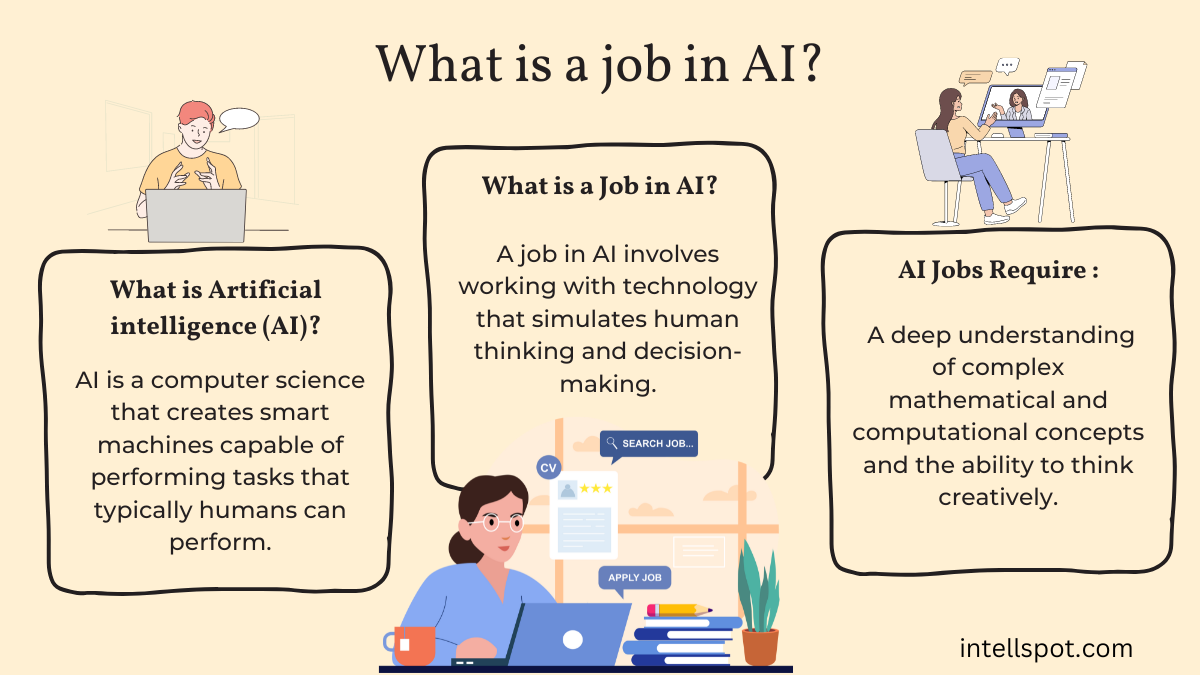 What is a job in AI?
What is Artificial
intelligence (AI)?
AI is a computer science
that creates smart
machines capable of
performing tasks that
typically humans can
perform.
What is a Job in AI?
A job in AI involves
working with technology
that simulates human
thinking and decision-
making.
SEARCH JOB...
CV
APPLY JOB
AI Jobs Require :
A deep understanding
of complex
mathematical and
computational concepts
and the ability to think
creatively.
intellspot.com